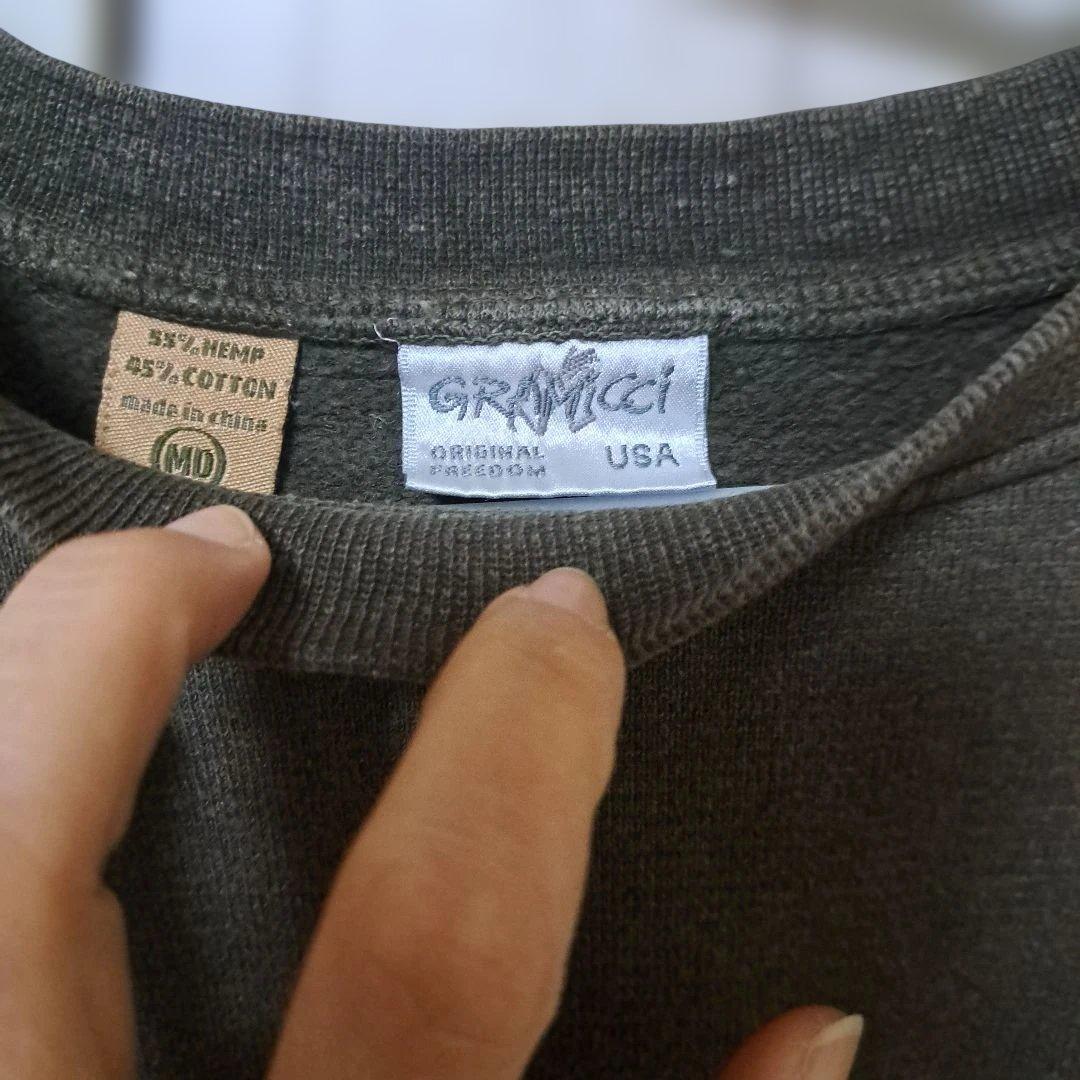 55% HEMP
45% COTTON
made in china
MD
GRAMICCI
ORIGINAL
FREEDOM
USA